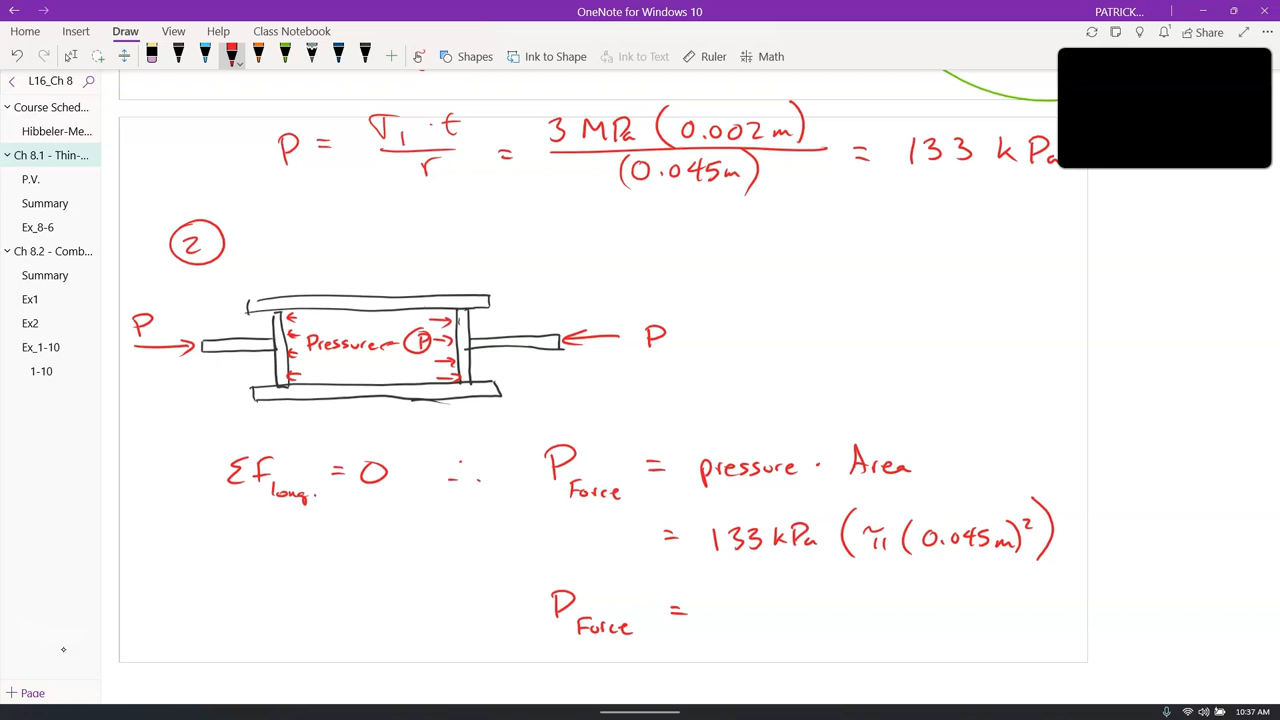 OneNote for Windows 10
PATRICK...
Home Insert Draw View Help Class Notebook
Share
Shapes Ink to Shape Ink to Text Ruler Math
L16_Ch 8
Course Sched...
Hibbeler-Me...
Ch 8.1 - Thin-...
P.V.
Summary
Ex_8-6
Ch 8.2 - Comb...
Summary
Ex1
Ex2
Ex_1-10
1-10
Page
P = σ₁ · t / r = 3 MPa (0.002 m) / (0.045m) = 133 kPa
2
P Pressure P P
ΣF long. = 0 ∴ P Force = pressure · Area
= 133 kPa (π (0.045m)²)
P Force =
10:37 AM